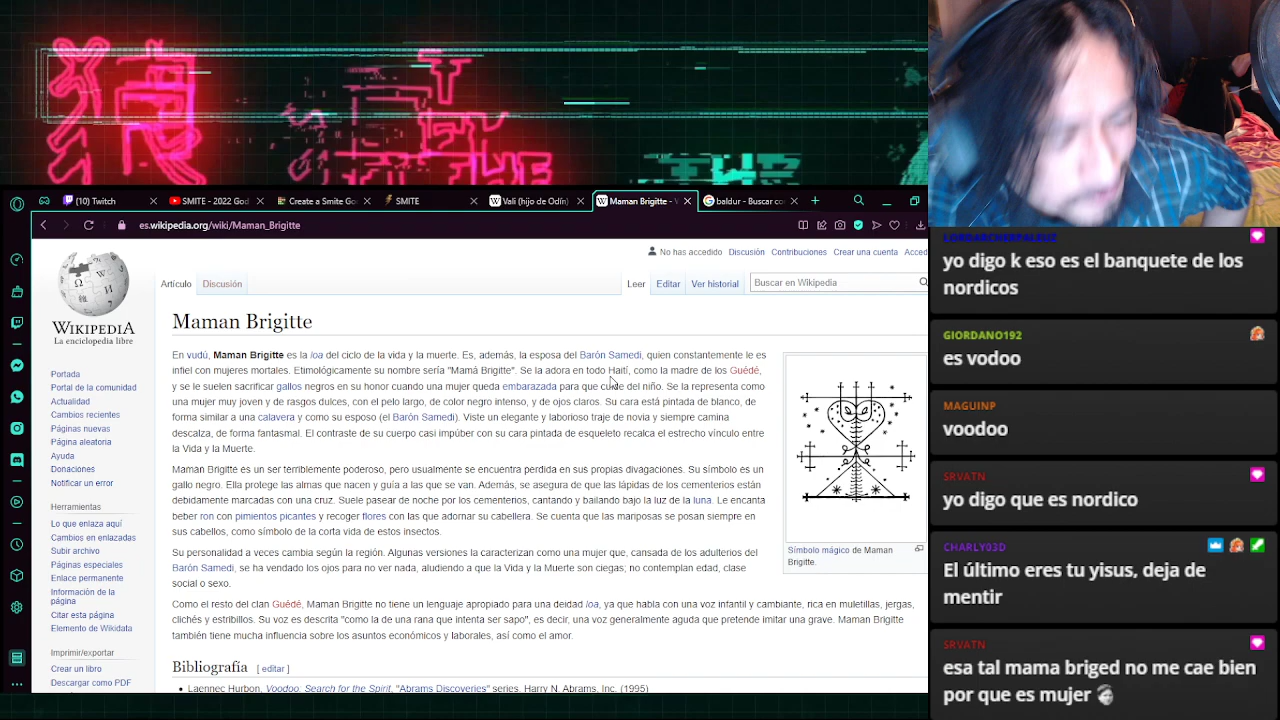 (10) Twitch
SMITE - 2022 God
Create a Smite Go
SMITE
Vali (hijo de Odín)
Maman Brigitte - V
baldur - Buscar co
es.wikipedia.org/wiki/Maman_Brigitte
WIKIPEDIA
La enciclopedia libre
Portada
Portal de la comunidad
Actualidad
Cambios recientes
Páginas nuevas
Página aleatoria
Ayuda
Donaciones
Notificar un error
Herramientas
Lo que enlaza aquí
Cambios en enlazadas
Subir archivo
Páginas especiales
Enlace permanente
Información de la
página
Citar esta página
Elemento de Wikidata
Imprimir/exportar
Crear un libro
Descargar como PDF
No has accedido Discusión Contribuciones Crear una cuenta Acced
Artículo Discusión Leer Editar Ver historial Buscar en Wikipedia
Maman Brigitte
En vudú, Maman Brigitte es la loa del ciclo de la vida y la muerte. Es, además, la esposa del Barón Samedi, quien constantemente le es
infiel con mujeres mortales. Etimológicamente su nombre sería "Mamá Brigitte". Se la adora en todo Haití, como la madre de los Guédé,
y se le suelen sacrificar gallos negros en su honor cuando una mujer queda embarazada para que cuide del niño. Se la representa como
una mujer muy joven y de rasgos dulces, con el pelo largo, de color negro intenso, y de ojos claros. Su cara está pintada de blanco, de
forma similar a una calavera y como su esposo (el Barón Samedi). Viste un elegante y laborioso traje de novia y siempre camina
descalza, de forma fantasmal. El contraste de su cuerpo casi impúber con su cara pintada de esqueleto recalca el estrecho vínculo entre
la Vida y la Muerte.
Maman Brigitte es un ser terriblemente poderoso, pero usualmente se encuentra perdida en sus propias divagaciones. Su símbolo es un
gallo negro. Ella protege las almas que nacen y guía a las que se van. Además, se asegura de que las lápidas de los cementerios están
debidamente marcadas con una cruz. Suele pasear de noche por los cementerios, cantando y bailando bajo la luz de la luna. Le encanta
beber ron con pimientos picantes y recoger flores con las que adornar su cabellera. Se cuenta que las mariposas se posan siempre en
sus cabellos, como símbolo de la corta vida de estos insectos.
Su personalidad a veces cambia según la región. Algunas versiones la caracterizan como una mujer que, cansada de los adulterios del
Barón Samedi, se ha vendado los ojos para no ver nada, aludiendo a que la Vida y la Muerte son ciegas; no contemplan edad, clase
social o sexo.
Como el resto del clan Guédé, Maman Brigitte no tiene un lenguaje apropiado para una deidad loa, ya que habla con una voz infantil y cambiante, rica en muletillas, jergas,
clichés y estribillos. Su voz es descrita "como la de una rana que intenta ser sapo", es decir, una voz generalmente aguda que pretende imitar una grave. Maman Brigitte
también tiene mucha influencia sobre los asuntos económicos y laborales, así como el amor.
Bibliografía [ editar ]
Laennec Hurbon, Voodoo: Search for the Spirit, "Abrams Discoveries" series. Harry N. Abrams, Inc. (1995)
Símbolo mágico de Maman
Brigitte.
yo digo k eso es el banquete de los
nordicos
GIORDANO192
es vodoo
MAGUINP
voodoo
SRVATN
yo digo que es nordico
CHARLY03D
El último eres tu yisus, deja de
mentir
SRVATN
esa tal mama briged no me cae bien
por que es mujer